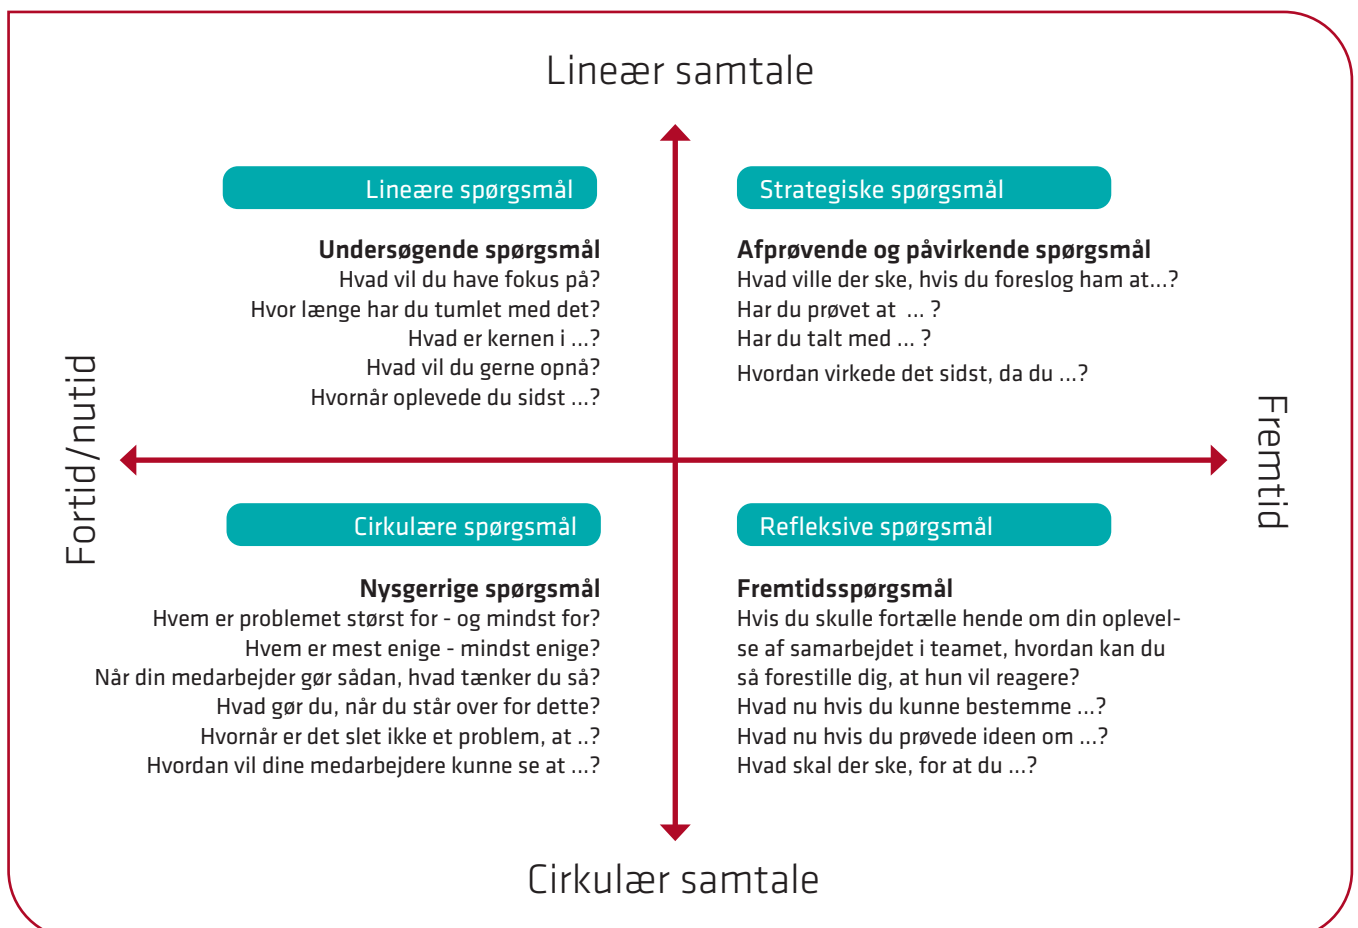 Lineær samtale
Lineære spørgsmål
Undersøgende spørgsmål
Hvad vil du have fokus på?
Hvor længe har du tumlet med det?
Hvad er kernen i ...?
Hvad vil du gerne opnå?
Hvornår oplevede du sidst ...?
Strategiske spørgsmål
Afprøvende og påvirkende spørgsmål
Hvad ville der ske, hvis du foreslog ham at...?
Har du prøvet at ... ?
Har du talt med ... ?
Hvordan virkede det sidst, da du ...?
Fortid/nutid
Fremtid
Cirkulære spørgsmål
Nysgerrige spørgsmål
Hvem er problemet størst for - og mindst for?
Hvem er mest enige - mindst enige?
Når din medarbejder gør sådan, hvad tænker du så?
Hvad gør du, når du står over for dette?
Hvornår er det slet ikke et problem, at ..?
Hvordan vil dine medarbejdere kunne se at ...?
Refleksive spørgsmål
Fremtidsspørgsmål
Hvis du skulle fortælle hende om din oplevel-
se af samarbejdet i teamet, hvordan kan du
så forestille dig, at hun vil reagere?
Hvad nu hvis du kunne bestemme ...?
Hvad nu hvis du prøvede ideen om ...?
Hvad skal der ske, for at du ...?
Cirkulær samtale